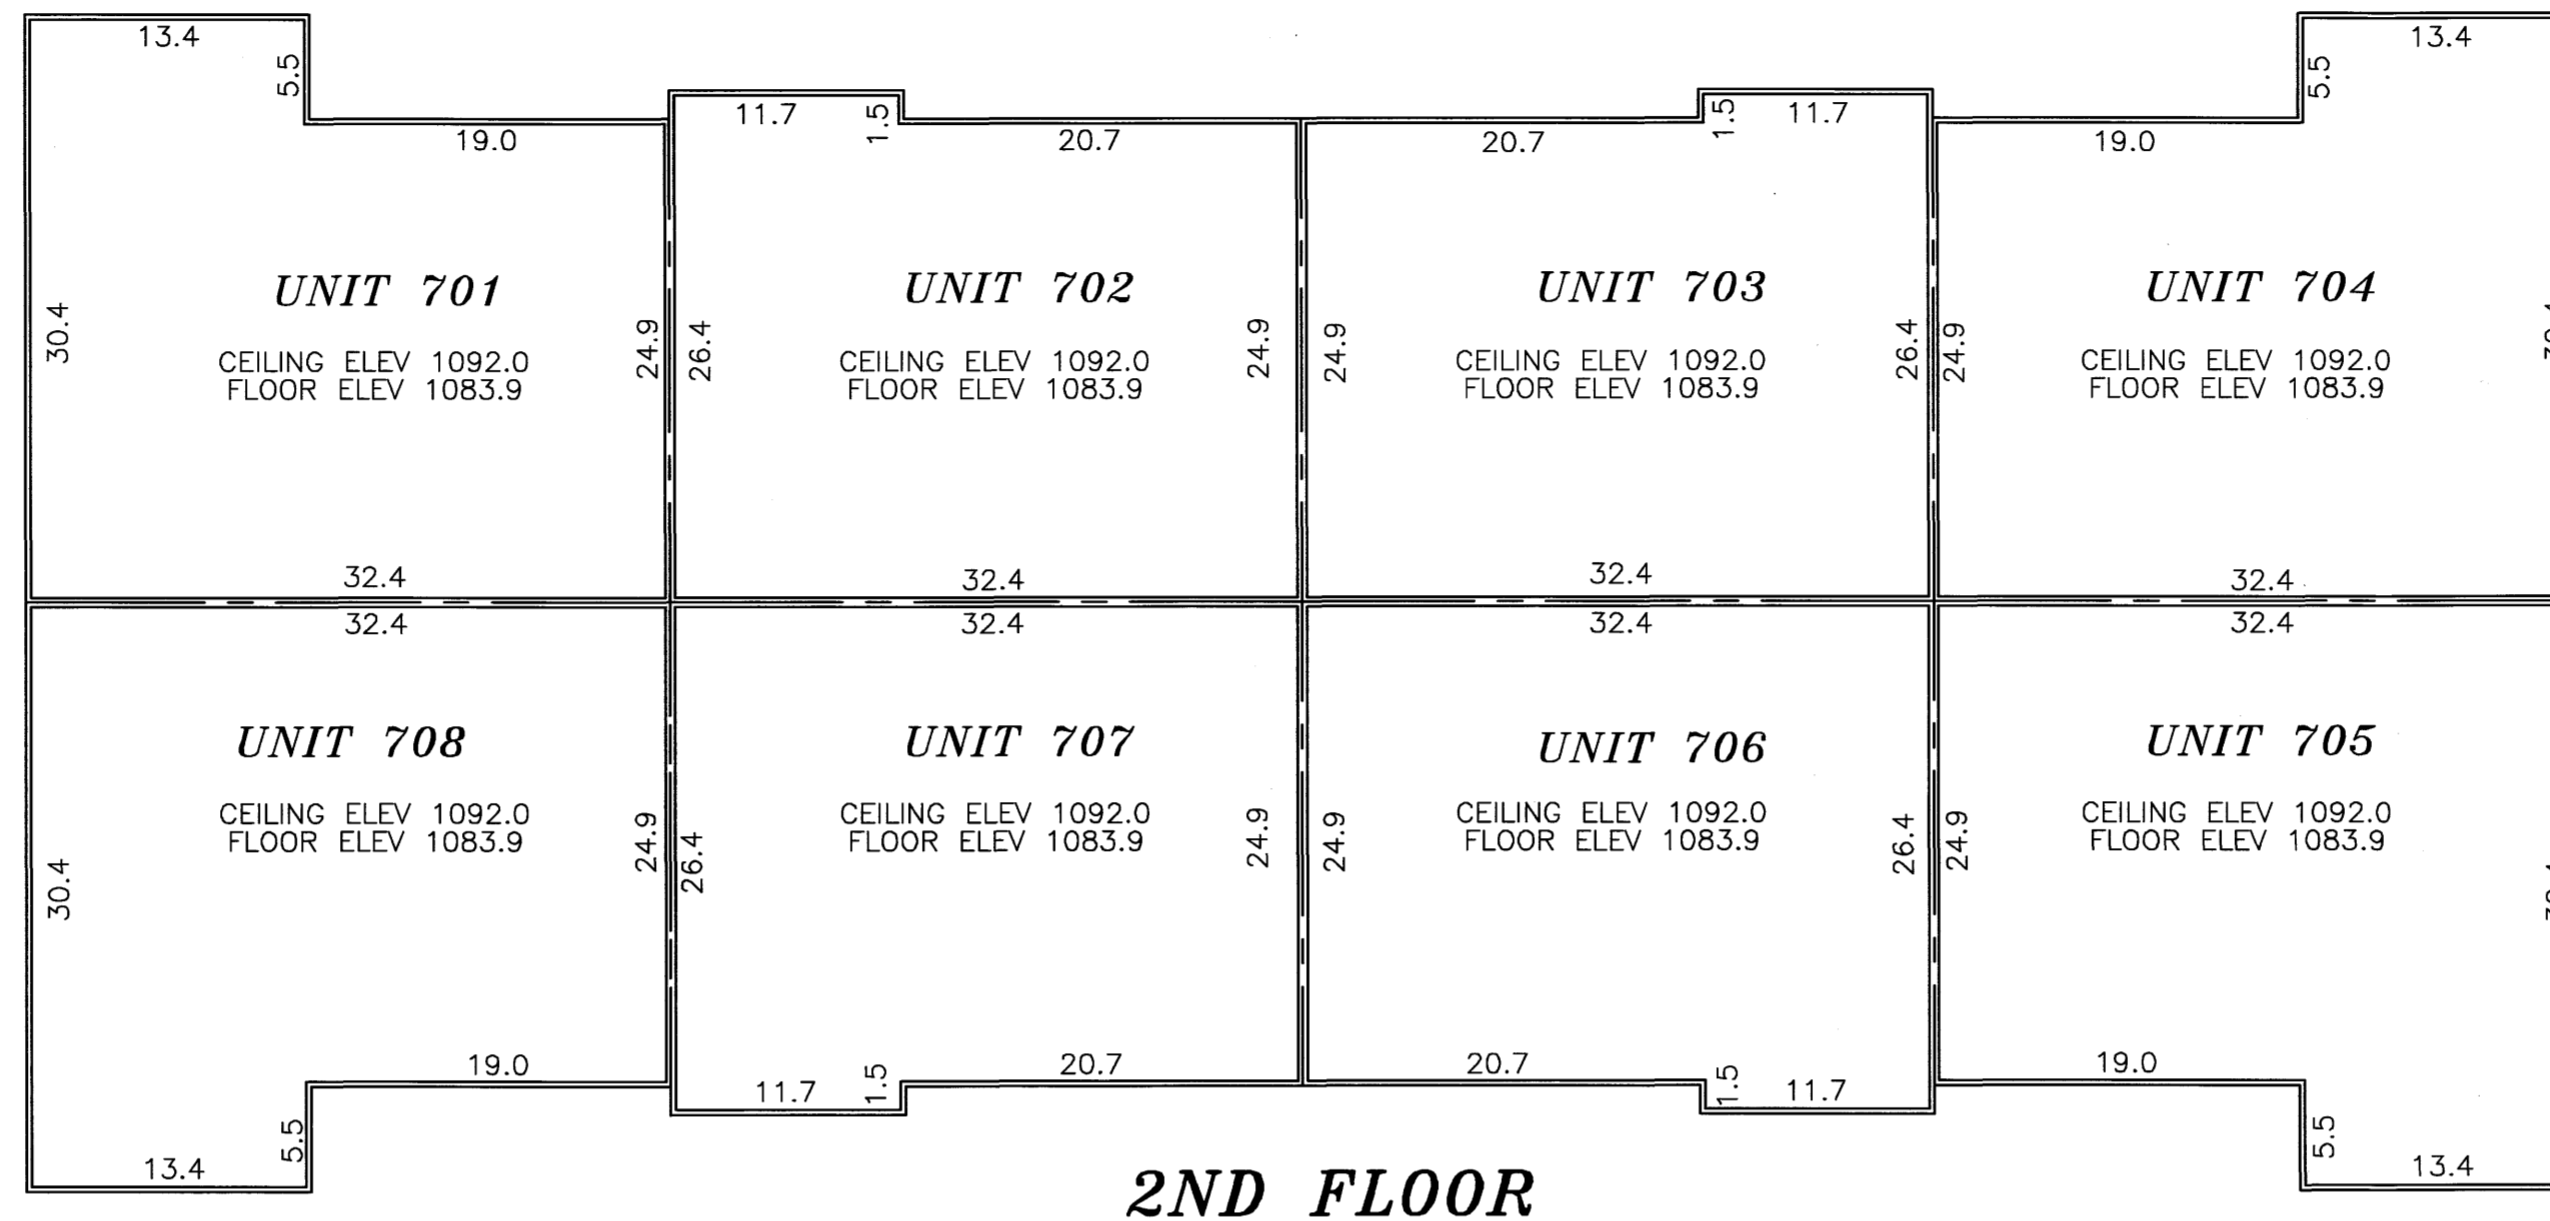 13.4
5.5
19.0
11.7
1.5
20.7
20.7
1.5
11.7
19.0
5.5
13.4
UNIT 701
CEILING ELEV 1092.0
FLOOR ELEV 1083.9
30.4
24.9
32.4
UNIT 702
CEILING ELEV 1092.0
FLOOR ELEV 1083.9
26.4
24.9
32.4
UNIT 703
CEILING ELEV 1092.0
FLOOR ELEV 1083.9
24.9
26.4
32.4
UNIT 704
CEILING ELEV 1092.0
FLOOR ELEV 1083.9
24.9
32.4
32.4
UNIT 708
CEILING ELEV 1092.0
FLOOR ELEV 1083.9
30.4
24.9
19.0
5.5
13.4
32.4
UNIT 707
CEILING ELEV 1092.0
FLOOR ELEV 1083.9
26.4
24.9
11.7
1.5
20.7
32.4
UNIT 706
CEILING ELEV 1092.0
FLOOR ELEV 1083.9
24.9
26.4
20.7
1.5
11.7
32.4
UNIT 705
CEILING ELEV 1092.0
FLOOR ELEV 1083.9
24.9
19.0
5.5
13.4
2ND FLOOR